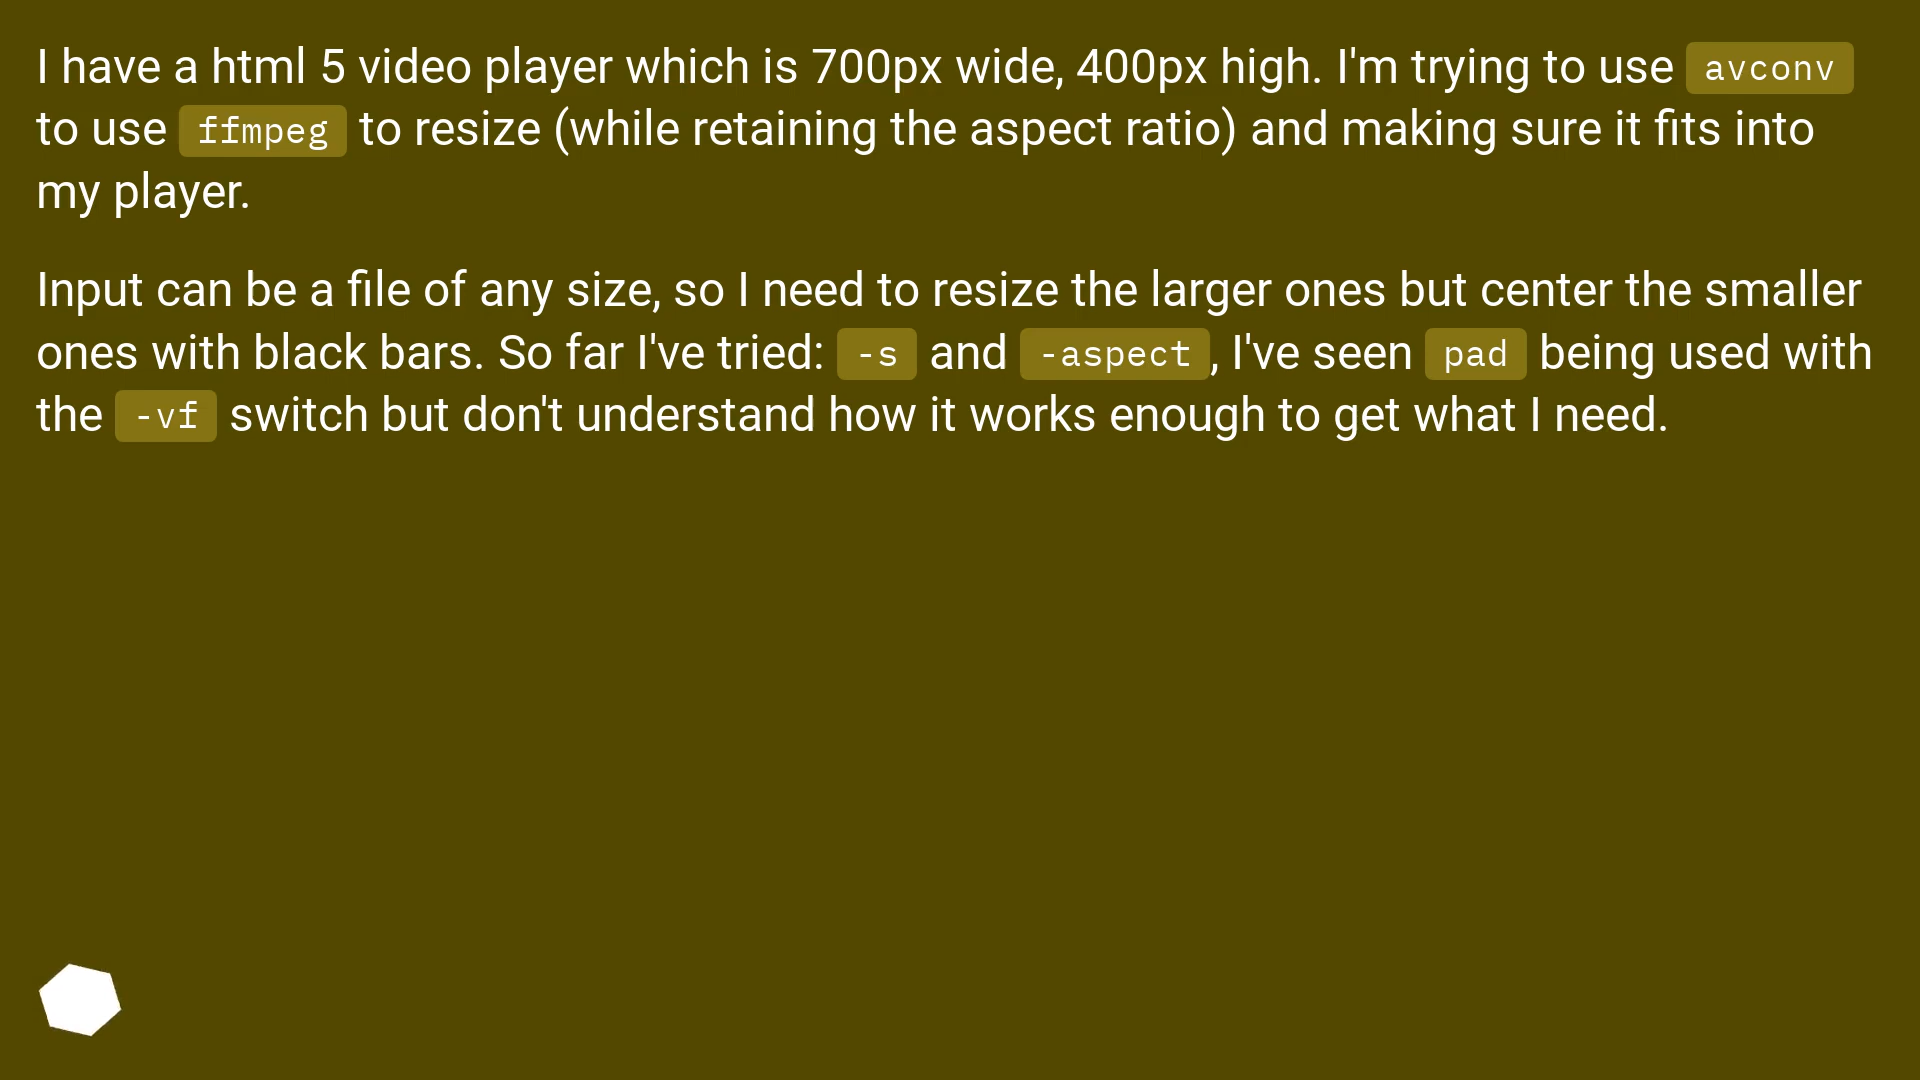 I have a html 5 video player which is 700px wide, 400px high. I'm trying to use avconv
to use ffmpeg to resize (while retaining the aspect ratio) and making sure it fits into
my player.
Input can be a file of any size, so I need to resize the larger ones but center the smaller
ones with black bars. So far I've tried: -s and -aspect, I've seen pad being used with
the -vf switch but don't understand how it works enough to get what I need.